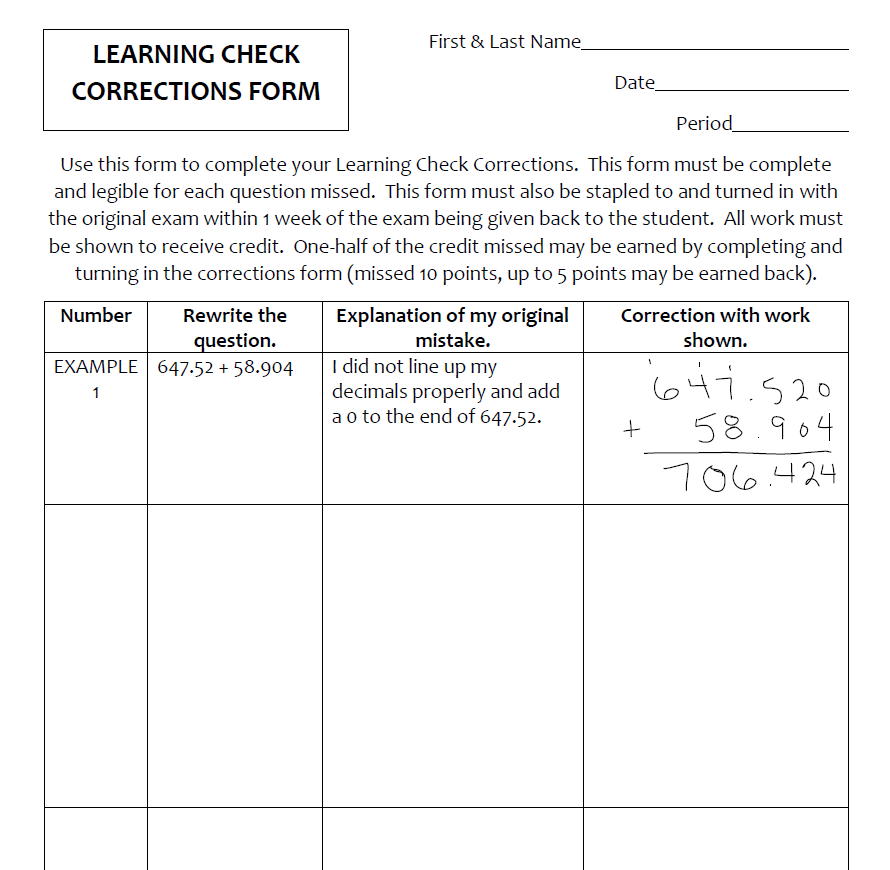 LEARNING CHECK
CORRECTIONS FORM
First & Last Name
Date
Period
Use this form to complete your Learning Check Corrections. This form must be complete
and legible for each question missed. This form must also be stapled to and turned in with
the original exam within 1 week of the exam being given back to the student. All work must
be shown to receive credit. One-half of the credit missed may be earned by completing and
turning in the corrections form (missed 10 points, up to 5 points may be earned back).
Number
Rewrite the
question.
Explanation of my original
mistake.
Correction with work
shown.
EXAMPLE
1
647.52 + 58.904
I did not line up my
decimals properly and add
a 0 to the end of 647.52.
1 1 1
647.520
+ 58.904
706.424